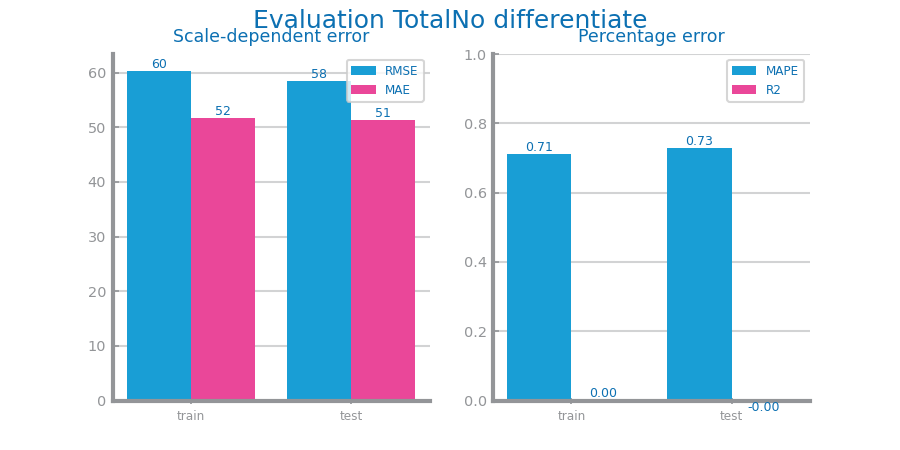 Evaluation TotalNo differentiate
Scale-dependent error
60
50
40
30
20
10
0
60
52
58
51
RMSE
MAE
train
test
Percentage error
1.0
0.8
0.6
0.4
0.2
0.0
0.71
0.00
0.73
-0.00
MAPE
R2
train
test